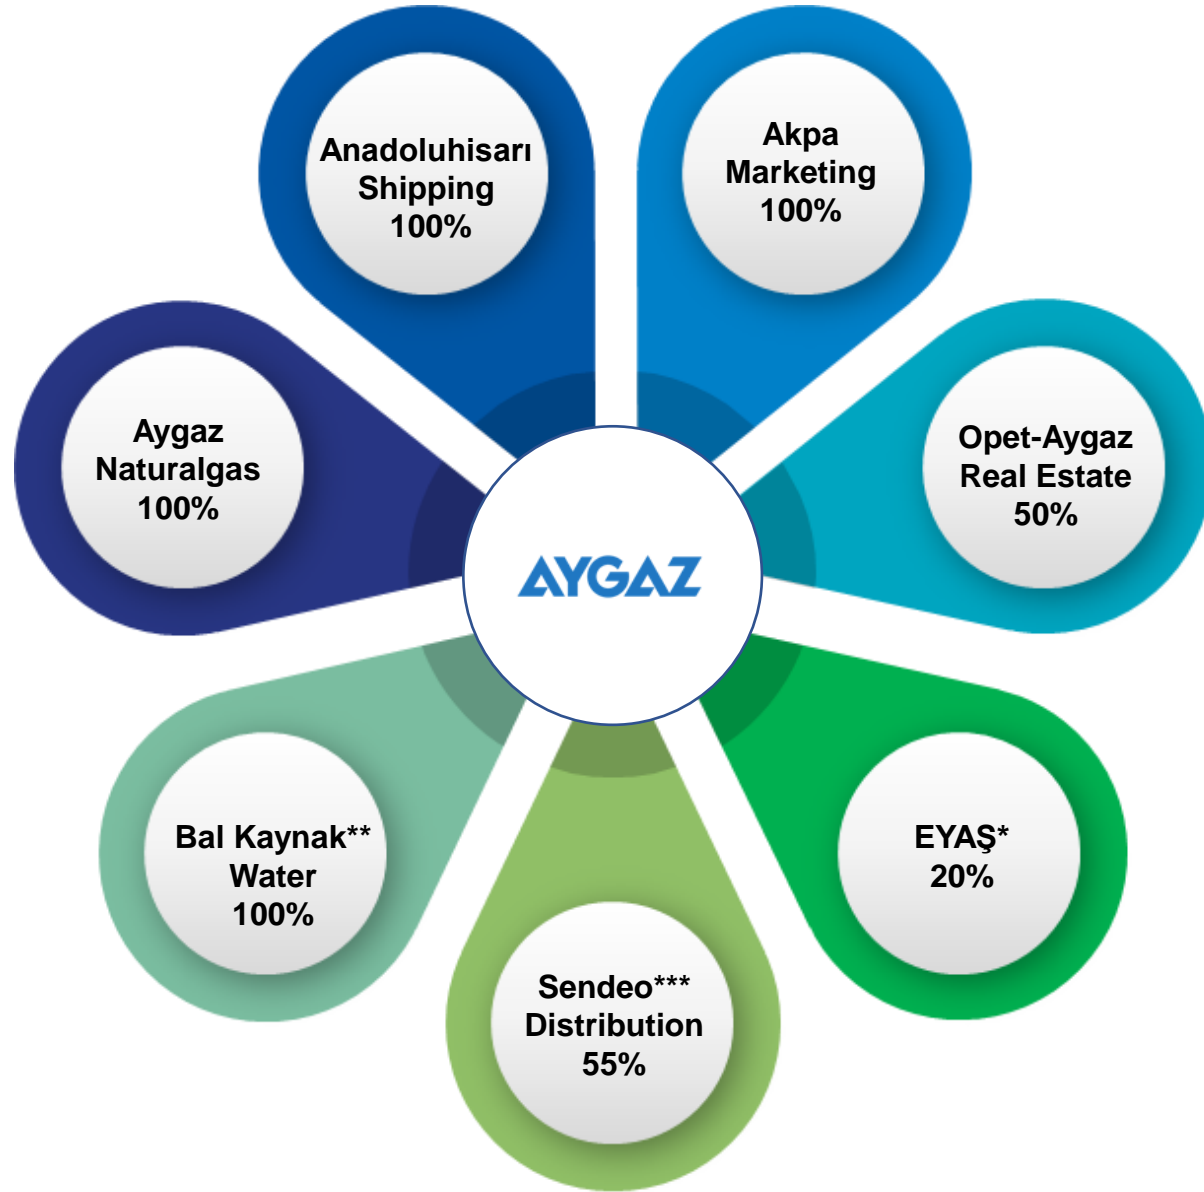 Anadoluhisarı
Shipping
100%
Akpa
Marketing
100%
Aygaz
Naturalgas
100%
Opet-Aygaz
Real Estate
50%
AYGAZ
Bal Kaynak**
Water
100%
EYAŞ*
20%
Sendeo***
Distribution
55%